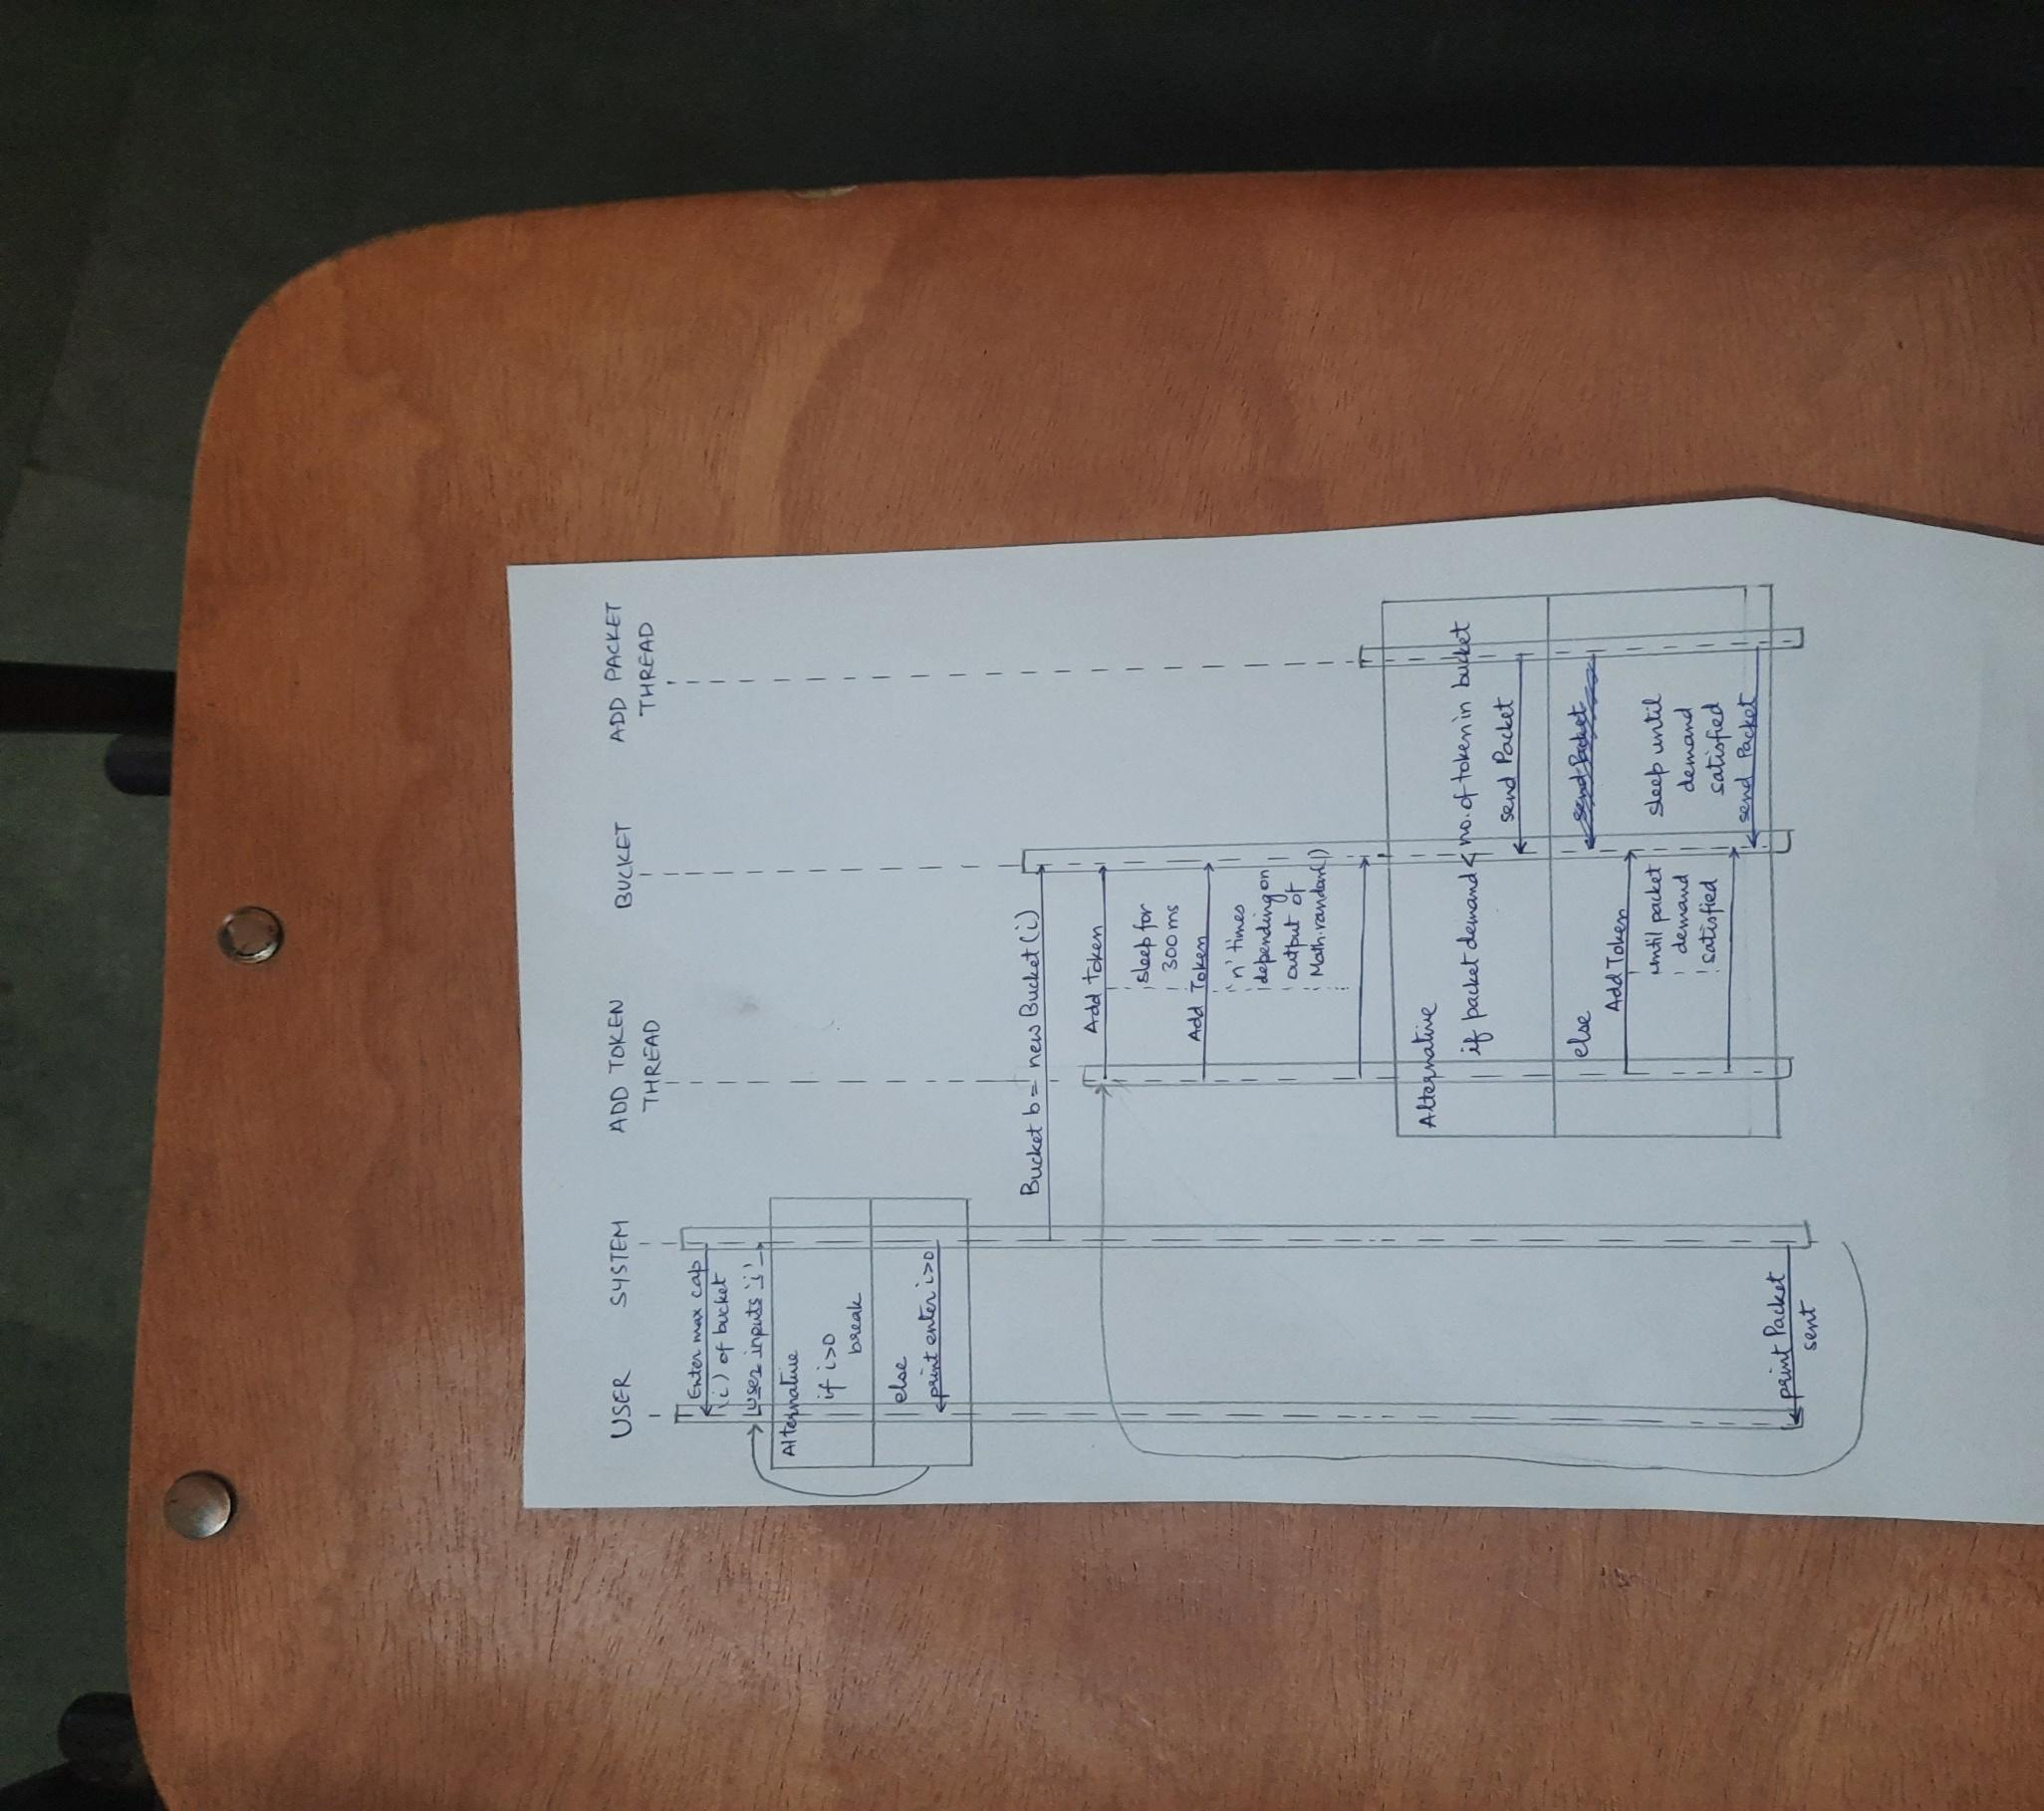 USER
SYSTEM
ADD TOKEN
THREAD
BUCKET
ADD PACKET
THREAD
Enter max cap
(i) of bucket
user inputs 'i'
Alternative
if i>0
break
else
print enter i>0
Bucket b = new Bucket(i)
Add token
sleep for
300ms
Add Token
'n' times
depending on
output of
Math.random()
Alternative
if packet demand < no. of token in bucket
send Packet
else
send Packet
Add Token
until packet
demand
satisfied
sleep until
demand
satisfied
send Packet
print Packet
sent